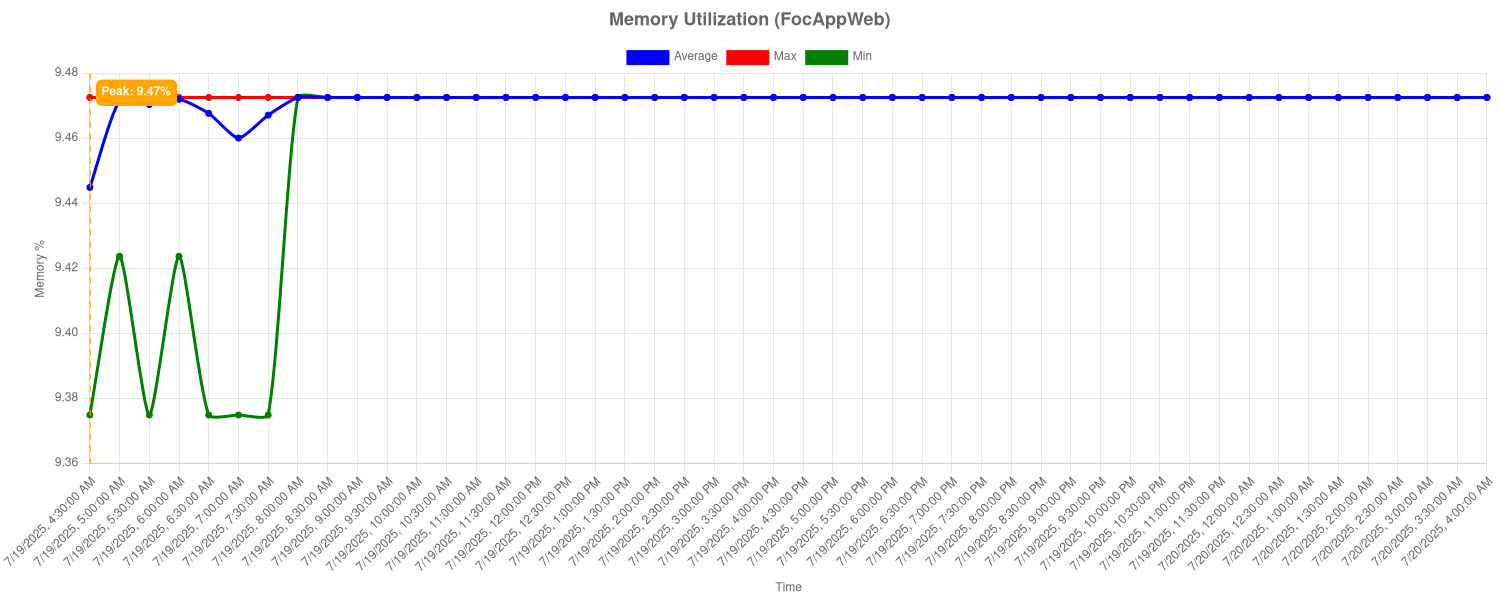 Memory Utilization (FocAppWeb)
Average Max Min
9.48
Peak: 9.47%
9.46
9.44
9.42
9.40
9.38
9.36
Memory %
7/19/2025, 4:30:00 AM
7/19/2025, 5:00:00 AM
7/19/2025, 5:30:00 AM
7/19/2025, 6:00:00 AM
7/19/2025, 6:30:00 AM
7/19/2025, 7:00:00 AM
7/19/2025, 7:30:00 AM
7/19/2025, 8:00:00 AM
7/19/2025, 8:30:00 AM
7/19/2025, 9:00:00 AM
7/19/2025, 9:30:00 AM
7/19/2025, 10:00:00 AM
7/19/2025, 10:30:00 AM
7/19/2025, 11:00:00 AM
7/19/2025, 11:30:00 AM
7/19/2025, 12:00:00 PM
7/19/2025, 12:30:00 PM
7/19/2025, 1:00:00 PM
7/19/2025, 1:30:00 PM
7/19/2025, 2:00:00 PM
7/19/2025, 2:30:00 PM
7/19/2025, 3:00:00 PM
7/19/2025, 3:30:00 PM
7/19/2025, 4:00:00 PM
7/19/2025, 4:30:00 PM
7/19/2025, 5:00:00 PM
7/19/2025, 5:30:00 PM
7/19/2025, 6:00:00 PM
7/19/2025, 6:30:00 PM
7/19/2025, 7:00:00 PM
7/19/2025, 7:30:00 PM
7/19/2025, 8:00:00 PM
7/19/2025, 8:30:00 PM
7/19/2025, 9:00:00 PM
7/19/2025, 9:30:00 PM
7/19/2025, 10:00:00 PM
7/19/2025, 10:30:00 PM
7/19/2025, 11:00:00 PM
7/19/2025, 11:30:00 PM
7/20/2025, 12:00:00 AM
7/20/2025, 12:30:00 AM
7/20/2025, 1:00:00 AM
7/20/2025, 1:30:00 AM
7/20/2025, 2:00:00 AM
7/20/2025, 2:30:00 AM
7/20/2025, 3:00:00 AM
7/20/2025, 3:30:00 AM
7/20/2025, 4:00:00 AM
Time